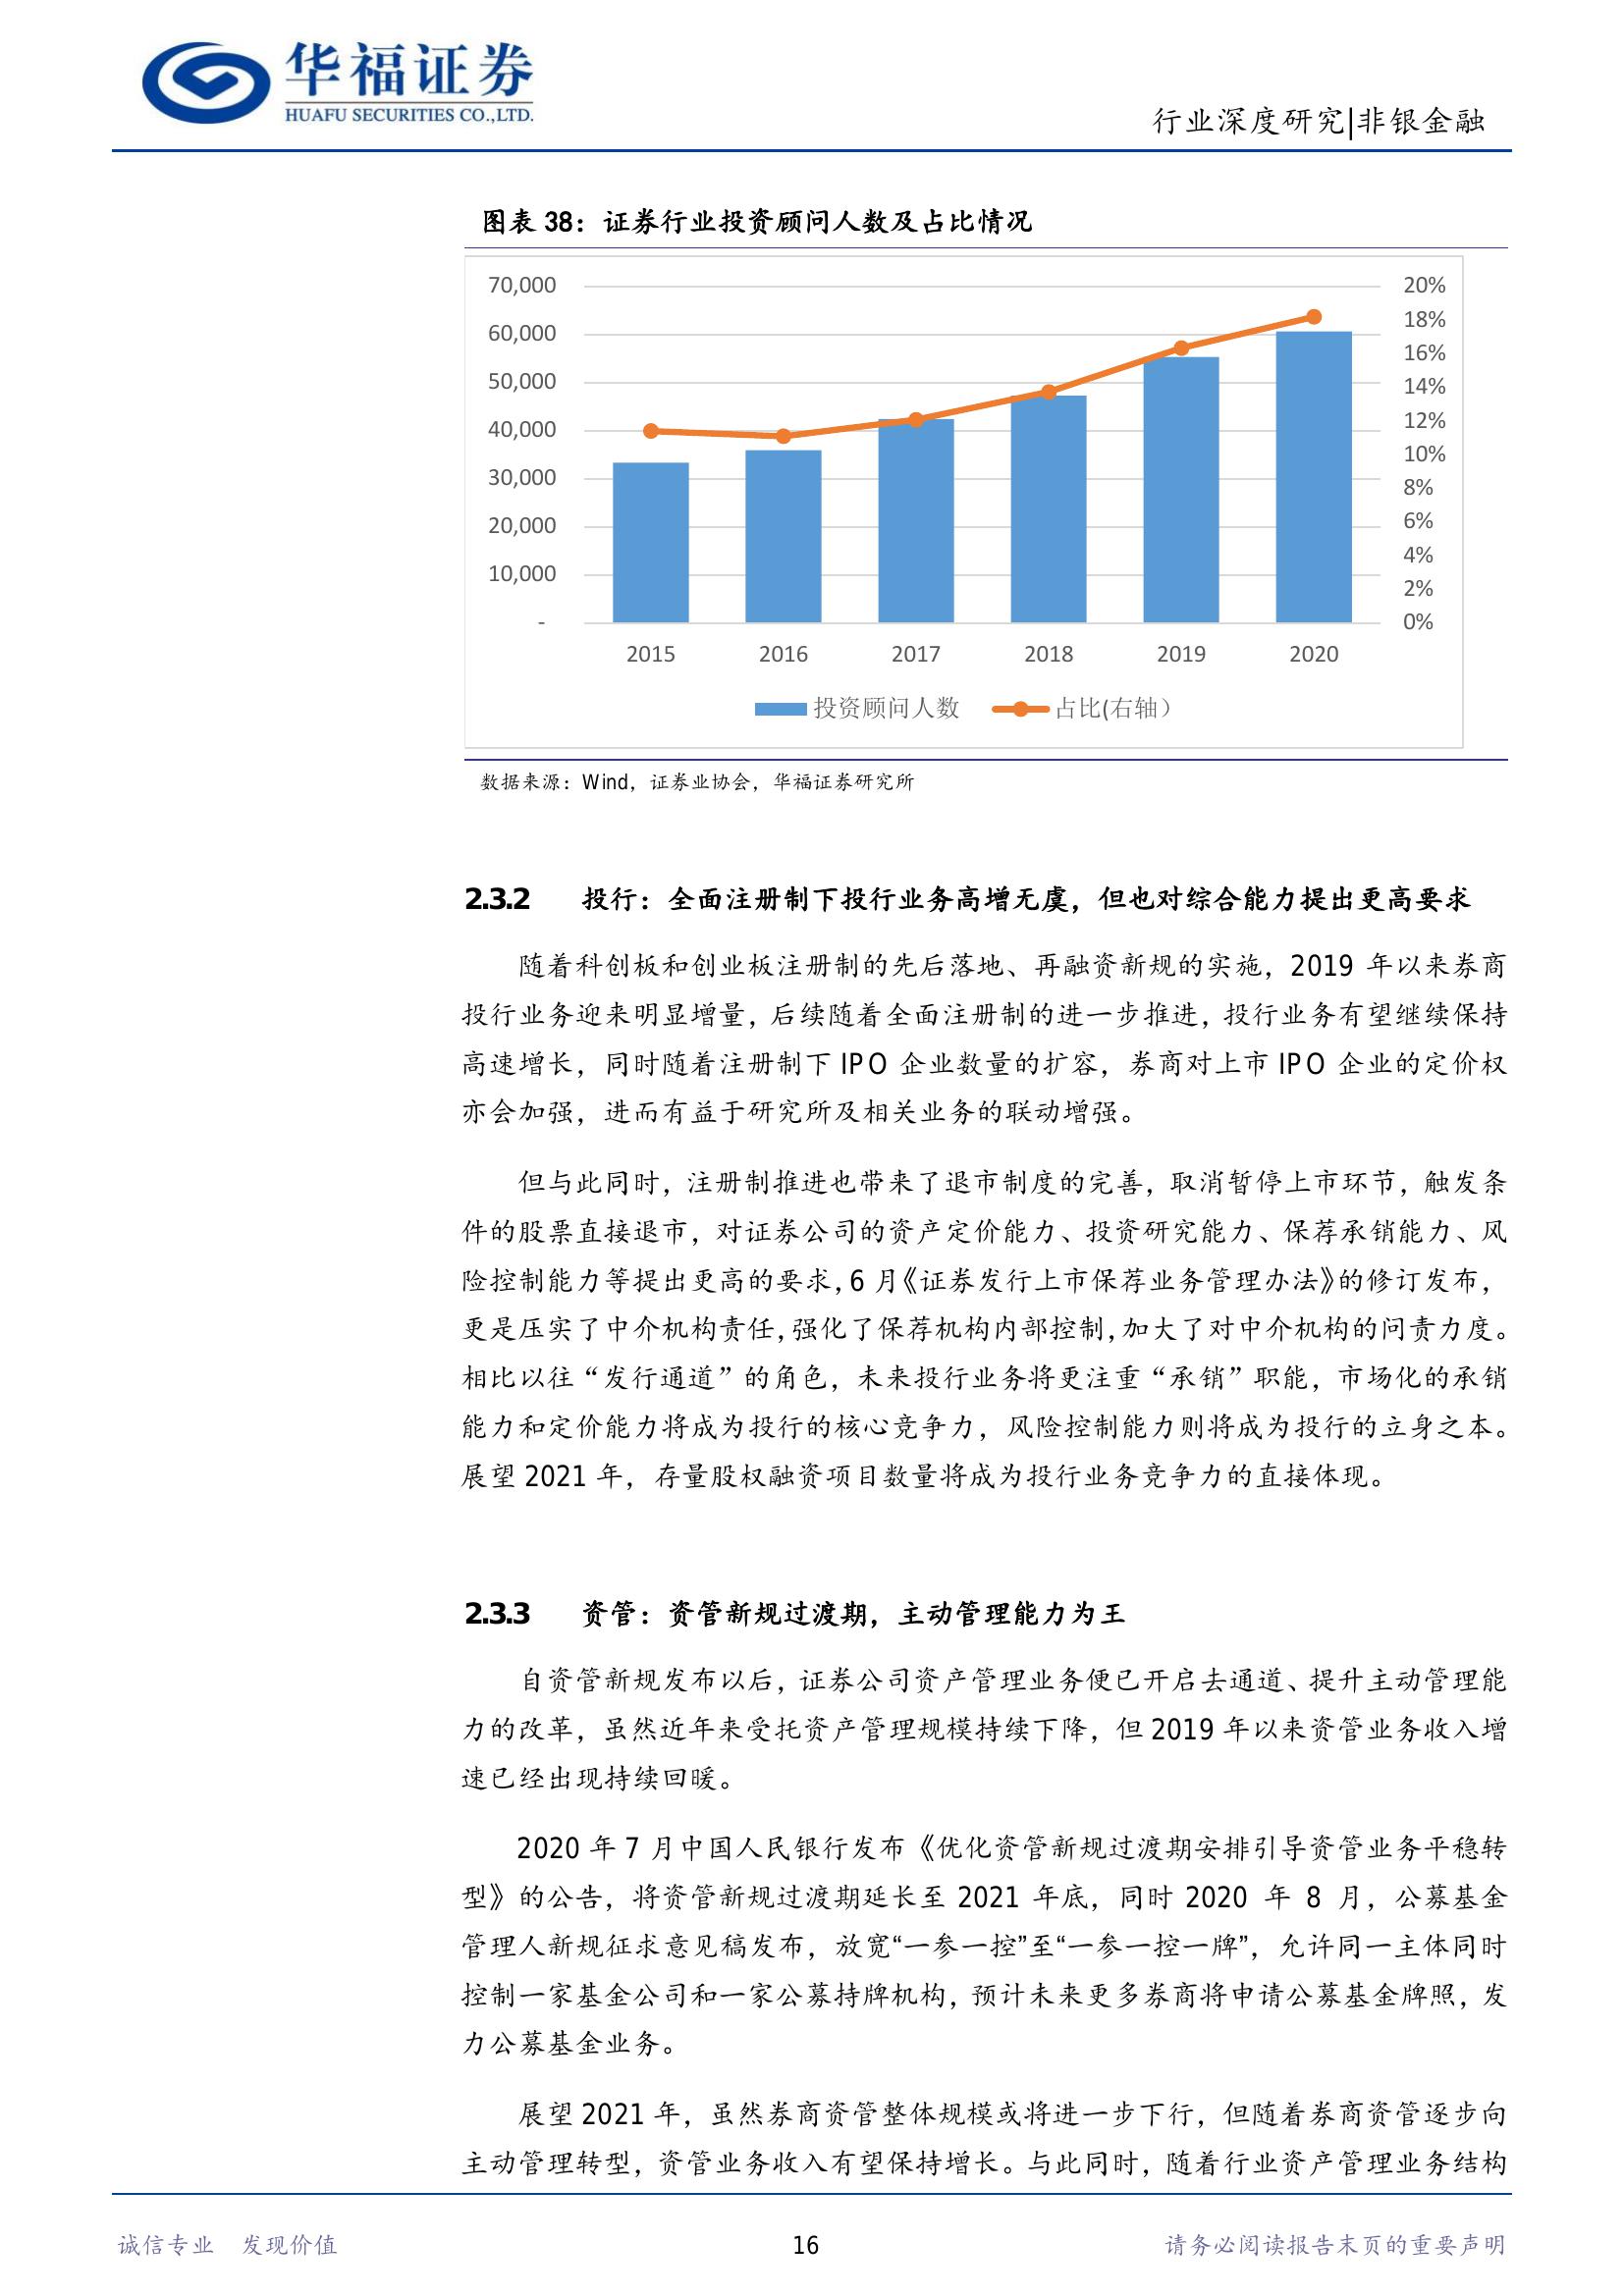 华福证券
HUAFU SECURITIES CO.,LTD.
行业深度研究|非银金融
图表 38：证券行业投资顾问人数及占比情况
70,000
60,000
50,000
40,000
30,000
20,000
10,000
-
20%
18%
16%
14%
12%
10%
8%
6%
4%
2%
0%
2015 2016 2017 2018 2019 2020
投资顾问人数 占比(右轴）
数据来源：Wind，证券业协会，华福证券研究所
2.3.2 投行：全面注册制下投行业务高增无虞，但也对综合能力提出更高要求
随着科创板和创业板注册制的先后落地、再融资新规的实施，2019 年以来券商
投行业务迎来明显增量，后续随着全面注册制的进一步推进，投行业务有望继续保持
高速增长，同时随着注册制下 IPO 企业数量的扩容，券商对上市 IPO 企业的定价权
亦会加强，进而有益于研究所及相关业务的联动增强。
但与此同时，注册制推进也带来了退市制度的完善，取消暂停上市环节，触发条
件的股票直接退市，对证券公司的资产定价能力、投资研究能力、保荐承销能力、风
险控制能力等提出更高的要求，6 月《证券发行上市保荐业务管理办法》的修订发布，
更是压实了中介机构责任，强化了保荐机构内部控制，加大了对中介机构的问责力度。
相比以往“发行通道”的角色，未来投行业务将更注重“承销”职能，市场化的承销
能力和定价能力将成为投行的核心竞争力，风险控制能力则将成为投行的立身之本。
展望 2021 年，存量股权融资项目数量将成为投行业务竞争力的直接体现。
2.3.3 资管：资管新规过渡期，主动管理能力为王
自资管新规发布以后，证券公司资产管理业务便已开启去通道、提升主动管理能
力的改革，虽然近年来受托资产管理规模持续下降，但 2019 年以来资管业务收入增
速已经出现持续回暖。
2020 年 7 月中国人民银行发布《优化资管新规过渡期安排引导资管业务平稳转
型》的公告，将资管新规过渡期延长至 2021 年底，同时 2020 年 8 月，公募基金
管理人新规征求意见稿发布，放宽“一参一控”至“一参一控一牌”，允许同一主体同时
控制一家基金公司和一家公募持牌机构，预计未来更多券商将申请公募基金牌照，发
力公募基金业务。
展望 2021 年，虽然券商资管整体规模或将进一步下行，但随着券商资管逐步向
主动管理转型，资管业务收入有望保持增长。与此同时，随着行业资产管理业务结构
诚信专业 发现价值 16 请务必阅读报告末页的重要声明